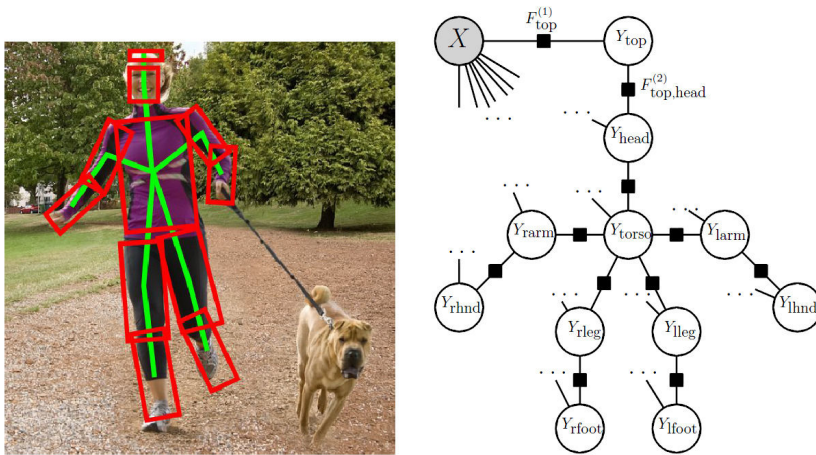 F_top^(1)
X
Y_top
F_top,head^(2)
. . .
. . .
Y_head
. . .
. . .
. . .
Y_rarm
Y_torso
Y_larm
. . .
. . .
Y_rhnd
. . .
. . .
Y_lhnd
Y_rleg
Y_lleg
. . .
. . .
Y_rfoot
Y_lfoot